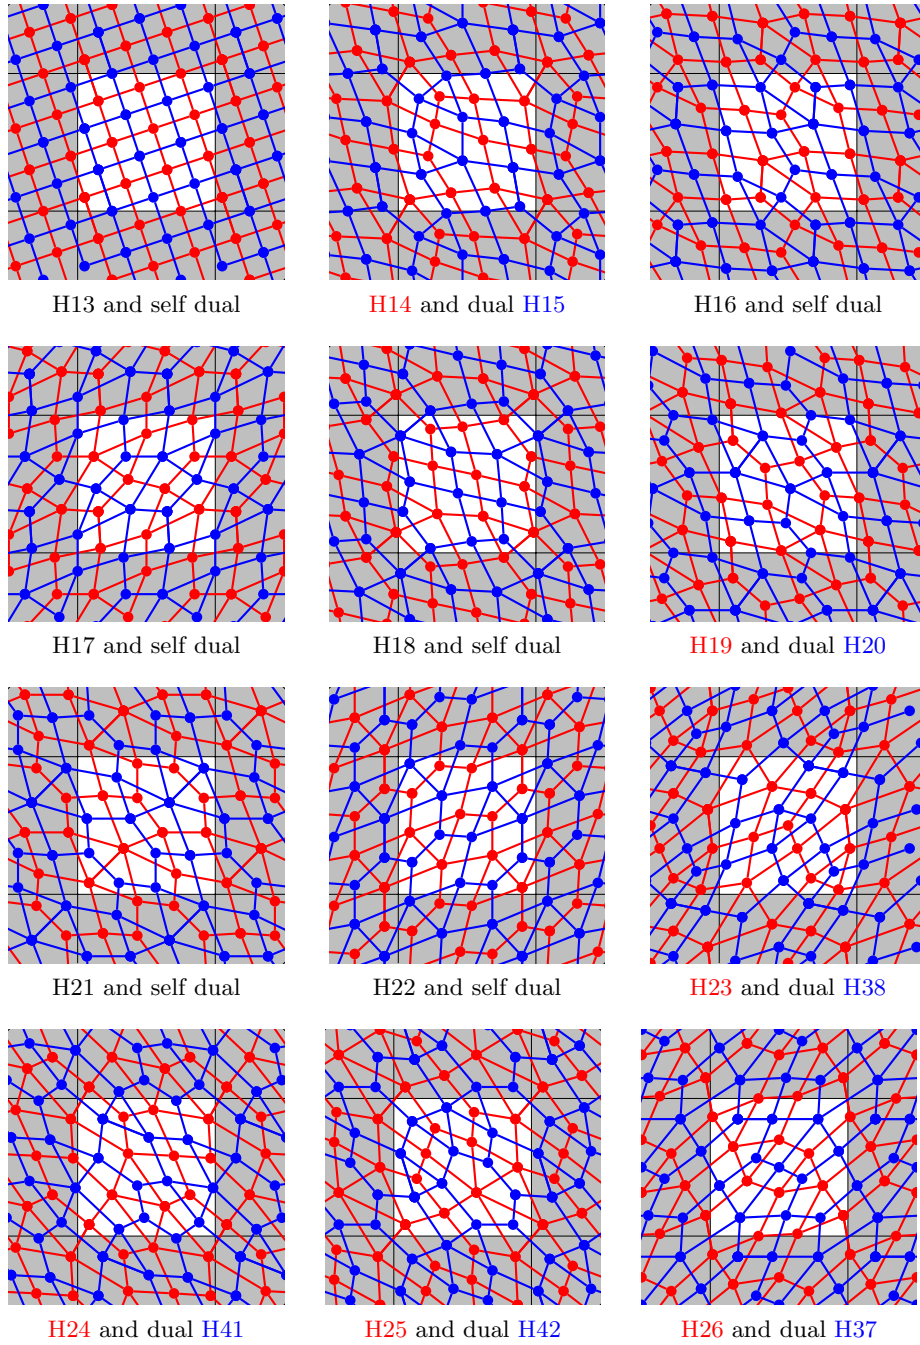 H13 and self dual
H14 and dual H15
H16 and self dual
H17 and self dual
H18 and self dual
H19 and dual H20
H21 and self dual
H22 and self dual
H23 and dual H38
H24 and dual H41
H25 and dual H42
H26 and dual H37